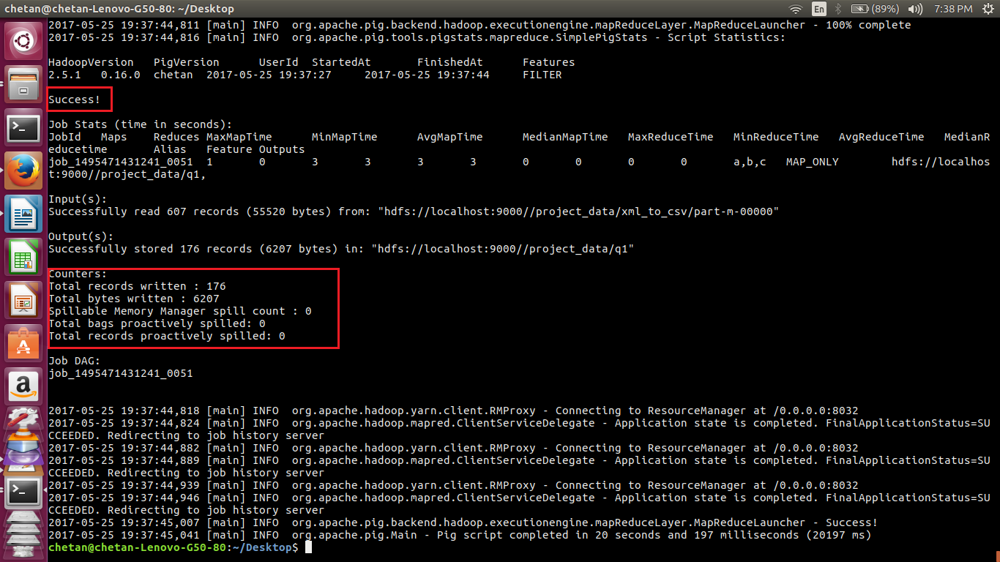 chetan@chetan-Lenovo-G50-80: ~/Desktop En (89%) 7:38 PM
2017-05-25 19:37:44,811 [main] INFO  org.apache.pig.backend.hadoop.executionengine.mapReduceLayer.MapReduceLauncher - 100% complete
2017-05-25 19:37:44,816 [main] INFO  org.apache.pig.tools.pigstats.mapreduce.SimplePigStats - Script Statistics:
HadoopVersion	PigVersion	UserId	StartedAt	FinishedAt	Features
2.5.1	0.16.0	chetan	2017-05-25 19:37:27	2017-05-25 19:37:44	FILTER
Success!
Job Stats (time in seconds):
JobId	Maps	Reduces	MaxMapTime	MinMapTime	AvgMapTime	MedianMapTime	MaxReduceTime	MinReduceTime	AvgReduceTime	MedianR
educetime	Alias	Feature	Outputs
job_1495471431241_0051	1	0	3	3	3	3	0	0	0	0	a,b,c	MAP_ONLY	hdfs://localhos
t:9000//project_data/q1,
Input(s):
Successfully read 607 records (55520 bytes) from: "hdfs://localhost:9000//project_data/xml_to_csv/part-m-00000"
Output(s):
Successfully stored 176 records (6207 bytes) in: "hdfs://localhost:9000//project_data/q1"
Counters:
Total records written : 176
Total bytes written : 6207
Spillable Memory Manager spill count : 0
Total bags proactively spilled: 0
Total records proactively spilled: 0
Job DAG:
job_1495471431241_0051
2017-05-25 19:37:44,818 [main] INFO  org.apache.hadoop.yarn.client.RMProxy - Connecting to ResourceManager at /0.0.0.0:8032
2017-05-25 19:37:44,824 [main] INFO  org.apache.hadoop.mapred.ClientServiceDelegate - Application state is completed. FinalApplicationStatus=SU
CCEEDED. Redirecting to job history server
2017-05-25 19:37:44,882 [main] INFO  org.apache.hadoop.yarn.client.RMProxy - Connecting to ResourceManager at /0.0.0.0:8032
2017-05-25 19:37:44,889 [main] INFO  org.apache.hadoop.mapred.ClientServiceDelegate - Application state is completed. FinalApplicationStatus=SU
CCEEDED. Redirecting to job history server
2017-05-25 19:37:44,939 [main] INFO  org.apache.hadoop.yarn.client.RMProxy - Connecting to ResourceManager at /0.0.0.0:8032
2017-05-25 19:37:44,946 [main] INFO  org.apache.hadoop.mapred.ClientServiceDelegate - Application state is completed. FinalApplicationStatus=SU
CCEEDED. Redirecting to job history server
2017-05-25 19:37:45,007 [main] INFO  org.apache.pig.backend.hadoop.executionengine.mapReduceLayer.MapReduceLauncher - Success!
2017-05-25 19:37:45,041 [main] INFO  org.apache.pig.Main - Pig script completed in 20 seconds and 197 milliseconds (20197 ms)
chetan@chetan-Lenovo-G50-80:~/Desktop$